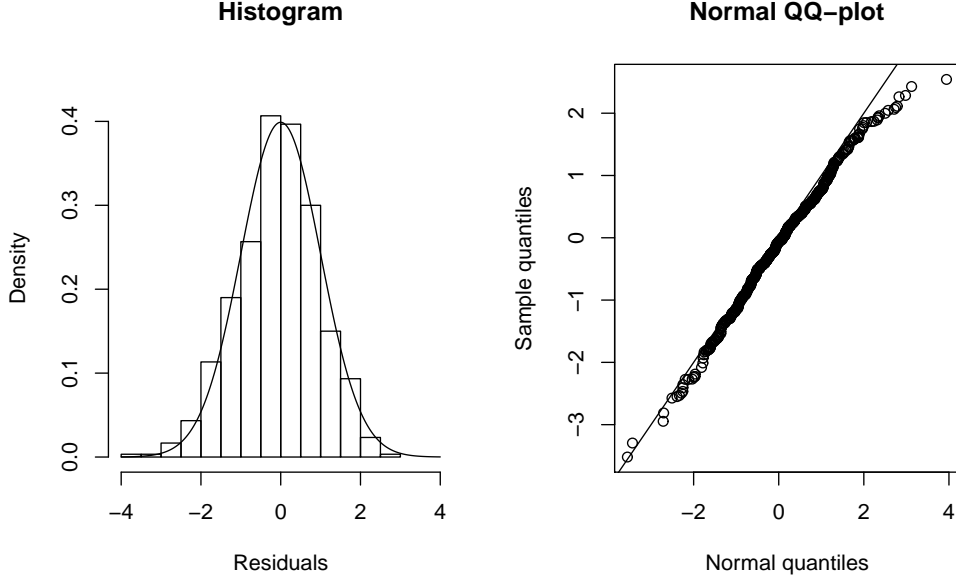 Histogram
Density
0.0 0.1 0.2 0.3 0.4
−4 −2 0 2 4
Residuals
Normal QQ−plot
Sample quantiles
−3 −2 −1 0 1 2
−2 0 2 4
Normal quantiles